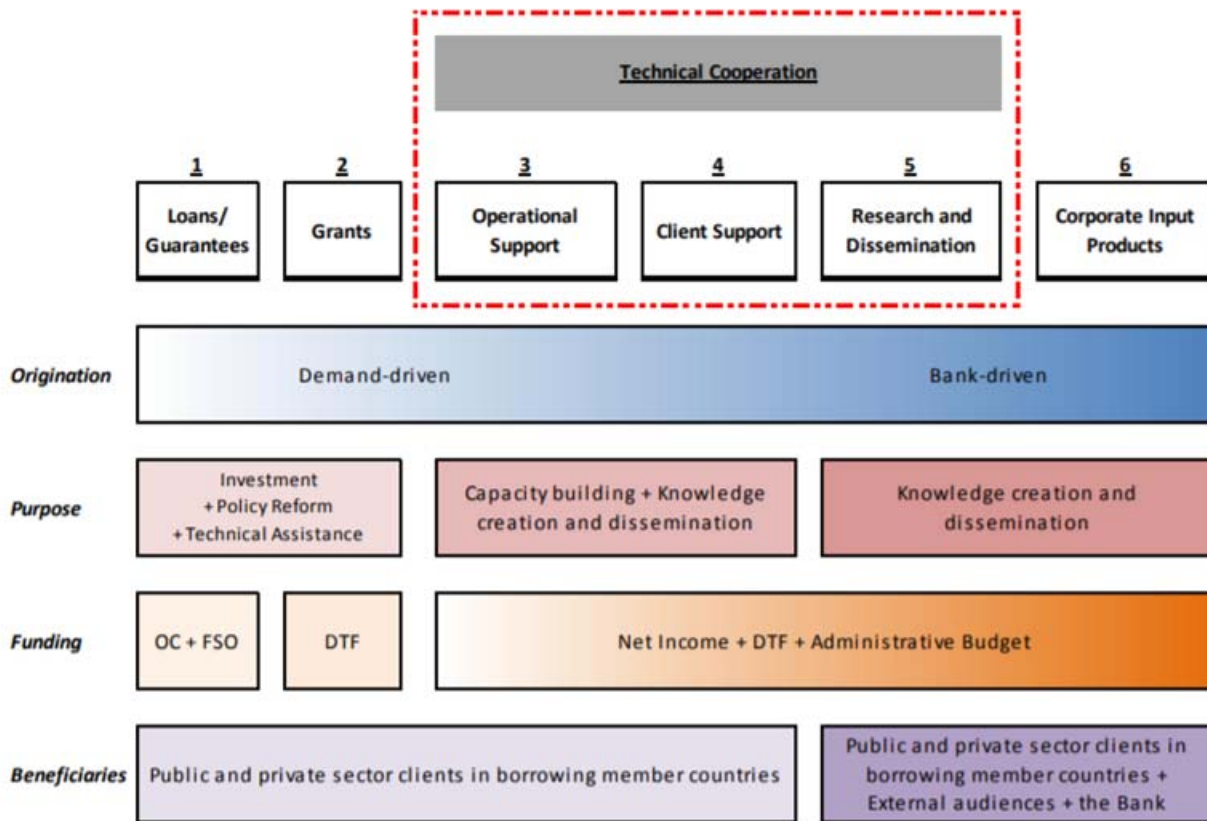 Technical Cooperation
1
2
3
4
5
6
Loans/
Guarantees
Grants
Operational
Support
Client Support
Research and
Dissemination
Corporate Input
Products
Origination
Demand-driven
Bank-driven
Purpose
Investment
+ Policy Reform
+ Technical Assistance
Capacity building + Knowledge
creation and dissemination
Knowledge creation and
dissemination
Funding
OC + FSO
DTF
Net Income + DTF + Administrative Budget
Beneficiaries
Public and private sector clients in borrowing member countries
Public and private sector clients in
borrowing member countries +
External audiences + the Bank